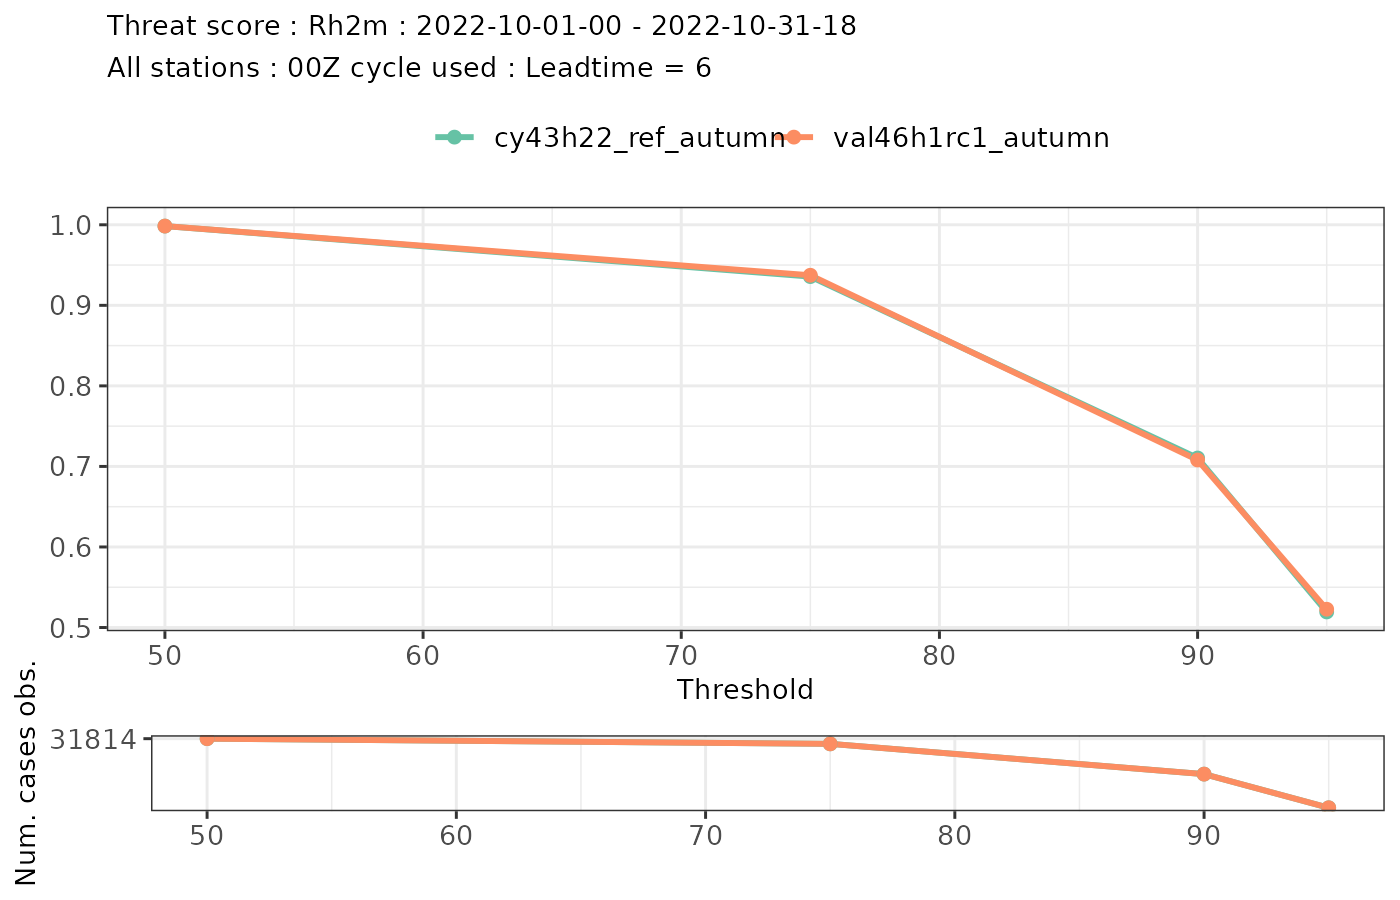 Threat score : Rh2m : 2022-10-01-00 - 2022-10-31-18
All stations : 00Z cycle used : Leadtime = 6
cy43h22_ref_autumn val46h1rc1_autumn
1.0
0.9
0.8
0.7
0.6
0.5
50 60 70 80 90
Threshold
Num. cases obs.
31814
50 60 70 80 90